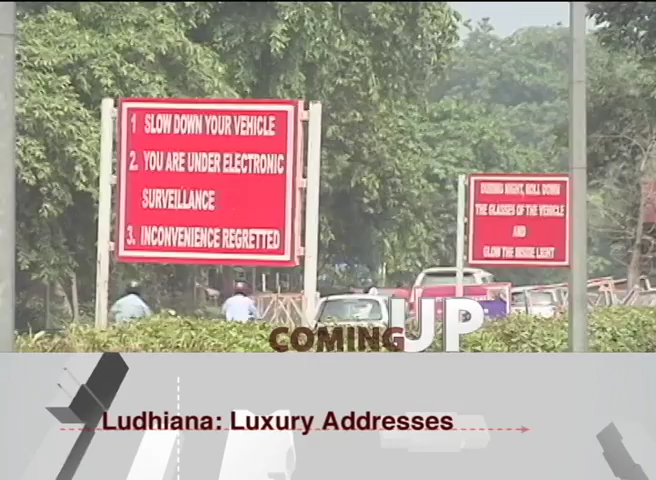 1 SLOW DOWN YOUR VEHICLE
2. YOU ARE UNDER ELECTRONIC
SURVEILLANCE
3. INCONVENIENCE REGRETTED
DURING NIGHT, ROLL DOWN
THE GLASSES OF THE VEHICLE
AND
GLOW THE INSIDE LIGHT
COMING UP
Ludhiana: Luxury Addresses